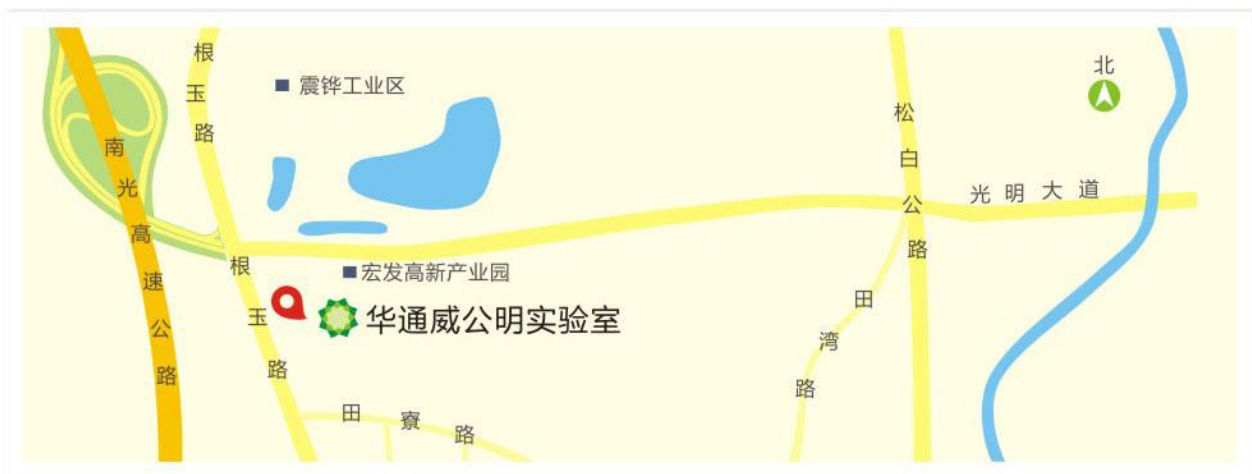 根玉路
震铧工业区
北
南光高速公路
松白公路
光明大道
根玉路
宏发高新产业园
华通威公明实验室
田湾路
田寮路